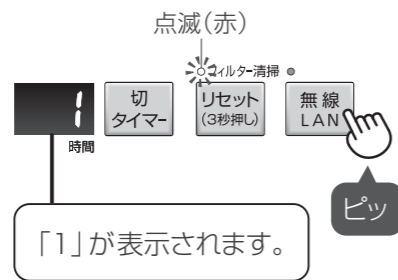 点滅（赤）
フィルター清掃
1
時間
切
タイマー
リセット
(3秒押し)
無線
LAN
ピッ
「1」が表示されます。